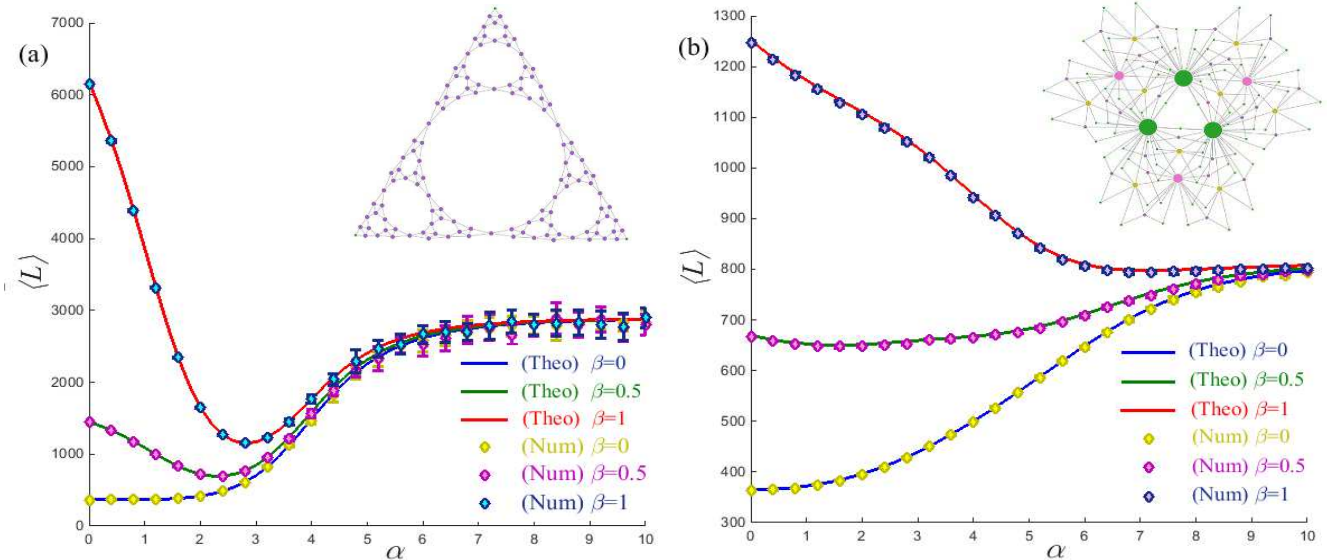 (a)
7000
6000
5000
4000
3000
2000
1000
0
⟨L̄⟩
0 1 2 3 4 5 6 7 8 9 10
α
(Theo) β=0
(Theo) β=0.5
(Theo) β=1
(Num) β=0
(Num) β=0.5
(Num) β=1
(b)
1300
1200
1100
1000
900
800
700
600
500
400
300
⟨L̄⟩
0 1 2 3 4 5 6 7 8 9 10
α
(Theo) β=0
(Theo) β=0.5
(Theo) β=1
(Num) β=0
(Num) β=0.5
(Num) β=1